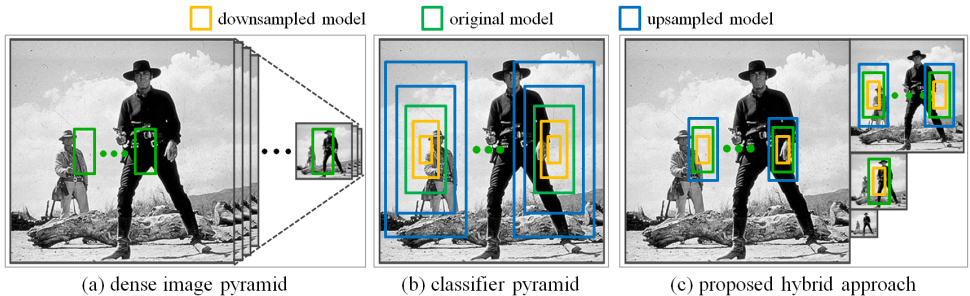 downsampled model original model upsampled model
(a) dense image pyramid (b) classifier pyramid (c) proposed hybrid approach